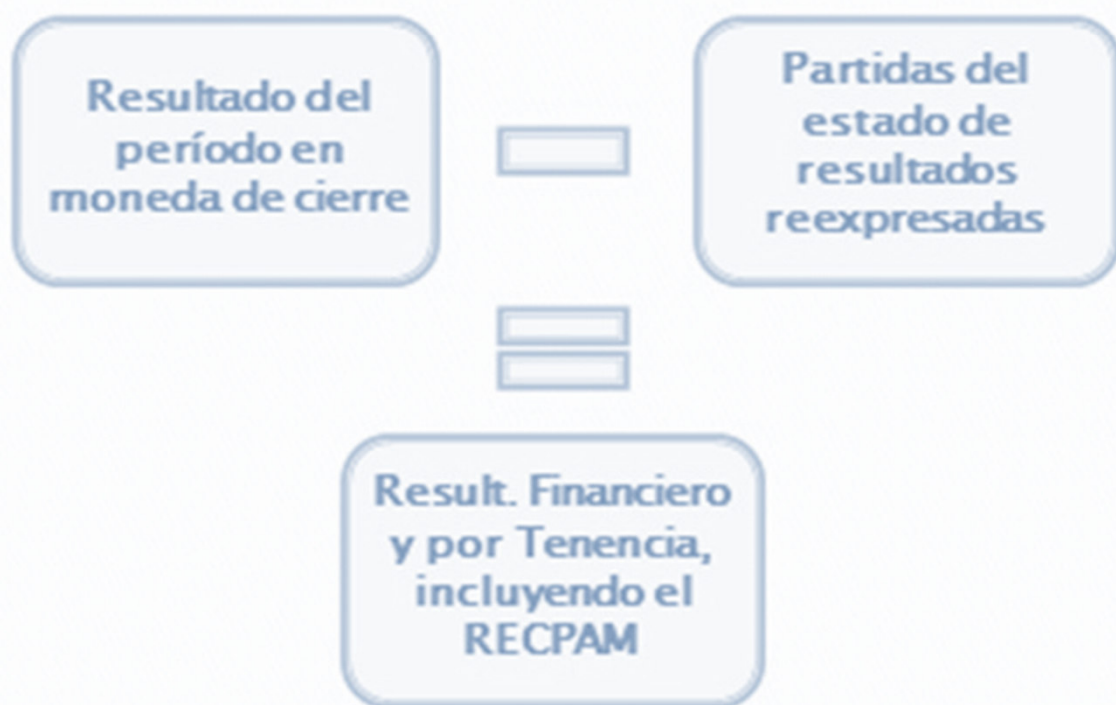 Resultado del
período en
moneda de cierre
Partidas del
estado de
resultados
reexpresadas
Result. Financiero
y por Tenencia,
incluyendo el
RECPAM